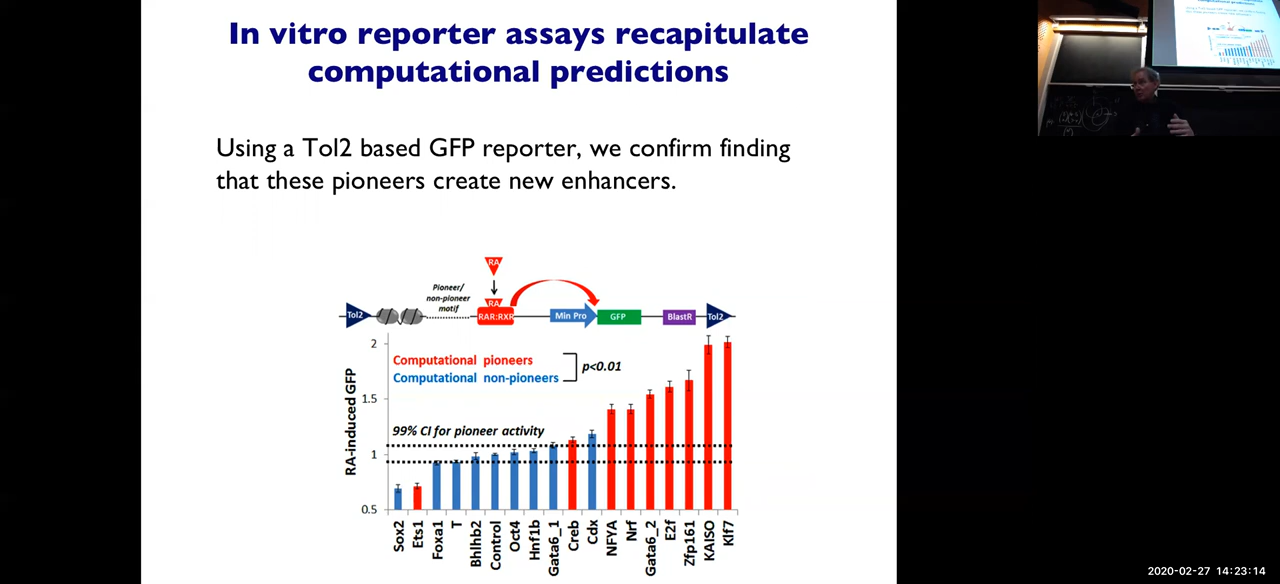 In vitro reporter assays recapitulate
computational predictions
Using a Tol2 based GFP reporter, we confirm finding
that these pioneers create new enhancers.
RA
Pioneer/
non-pioneer
motif
RA
Tol2
RAR:RXR
Min Pro
GFP
BlastR
Tol2
RA-induced GFP
2
1.5
1
0.5
Computational pioneers
Computational non-pioneers
p<0.01
99% CI for pioneer activity
Sox2
Ets1
Foxa1
T
Bhlhb2
Control
Oct4
Hnf1b
Gata6_1
Creb
Cdx
NFYA
Nrf
Gata6_2
E2f
Zfp161
KAISO
Klf7
2020-02-27 14:23:14